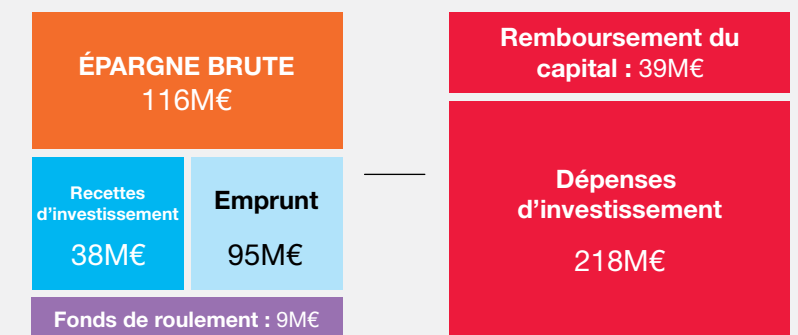 ÉPARGNE BRUTE
116M€
Recettes
d’investissement
38M€
Emprunt
95M€
Fonds de roulement : 9M€
Remboursement du
capital : 39M€
Dépenses
d’investissement
218M€